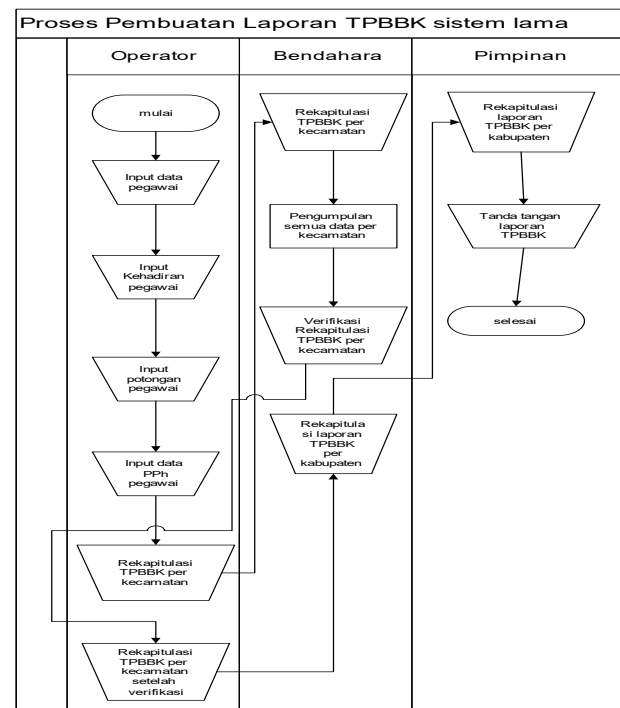 Proses Pembuatan Laporan TPBBK sistem lama
Operator
Bendahara
Pimpinan
mulai
Input data
pegawai
Input
Kehadiran
pegawai
Input
potongan
pegawai
Input data
PPh
pegawai
Rekapitulasi
TPBBK per
kecamatan
Rekapitulasi
TPBBK per
kecamatan
setelah
verifikasi
Rekapitulasi
TPBBK per
kecamatan
Pengumpulan
semua data per
kecamatan
Verifikasi
Rekapitulasi
TPBBK per
kecamatan
Rekapitula
si laporan
TPBBK
per
kabupaten
Rekapitulasi
laporan
TPBBK per
kabupaten
Tanda tangan
laporan
TPBBK
selesai